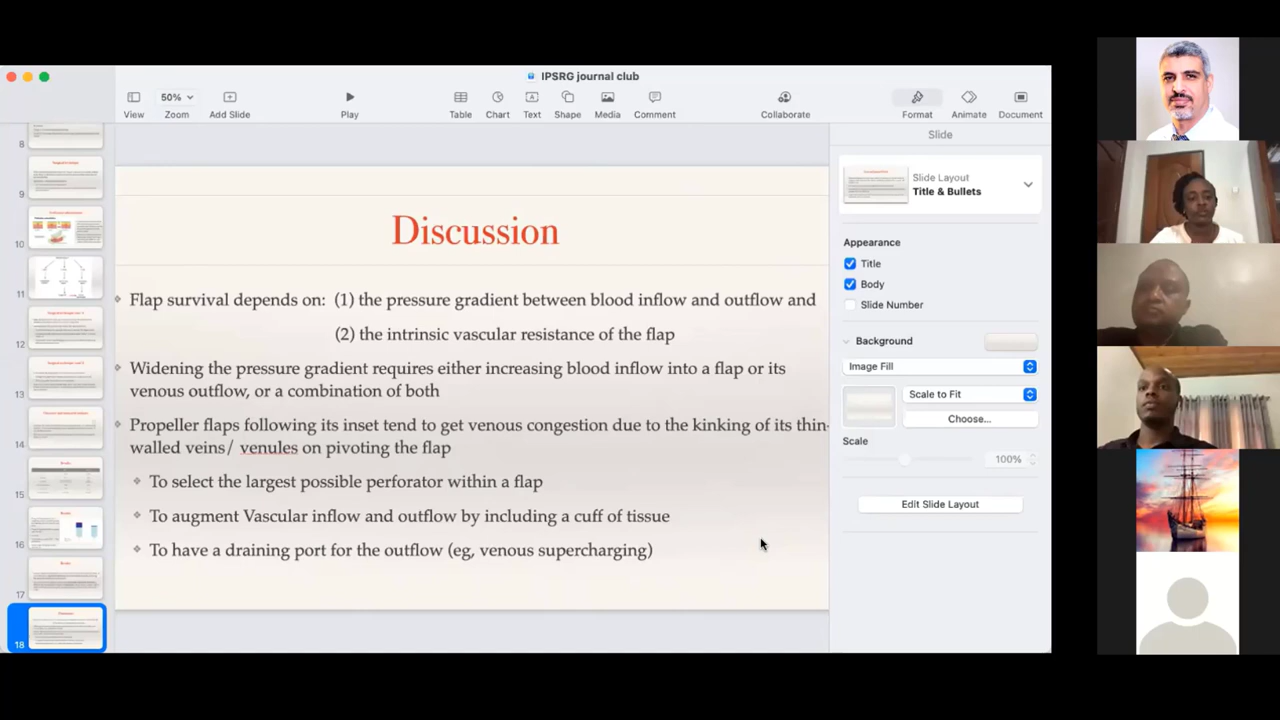 IPSRG journal club
50%
View
Zoom
Add Slide
Play
Table
Chart
Text
Shape
Media
Comment
Collaborate
Format
Animate
Document
8
9
10
11
12
13
14
15
16
17
18
Discussion
Flap survival depends on: (1) the pressure gradient between blood inflow and outflow and
(2) the intrinsic vascular resistance of the flap
Widening the pressure gradient requires either increasing blood inflow into a flap or its
venous outflow, or a combination of both
Propeller flaps following its inset tend to get venous congestion due to the kinking of its thin-
walled veins/ venules on pivoting the flap
To select the largest possible perforator within a flap
To augment Vascular inflow and outflow by including a cuff of tissue
To have a draining port for the outflow (eg, venous supercharging)
Slide
Slide Layout
Title & Bullets
Appearance
Title
Body
Slide Number
Background
Image Fill
Scale to Fit
Choose...
Scale
100%
Edit Slide Layout